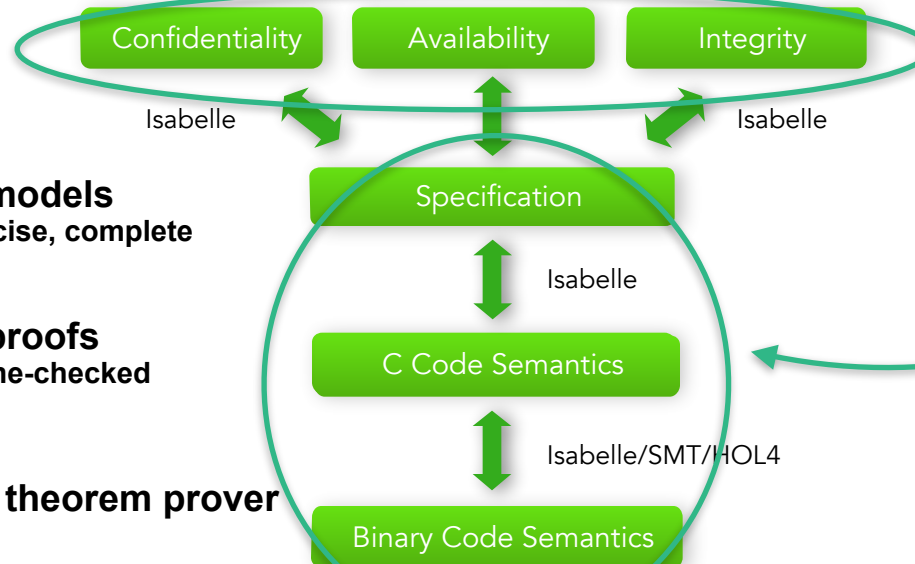 Confidentiality Availability Integrity
Isabelle Isabelle
models
Specification
cise, complete
Isabelle
proofs
C Code Semantics
ne-checked
Isabelle/SMT/HOL4
theorem prover
Binary Code Semantics